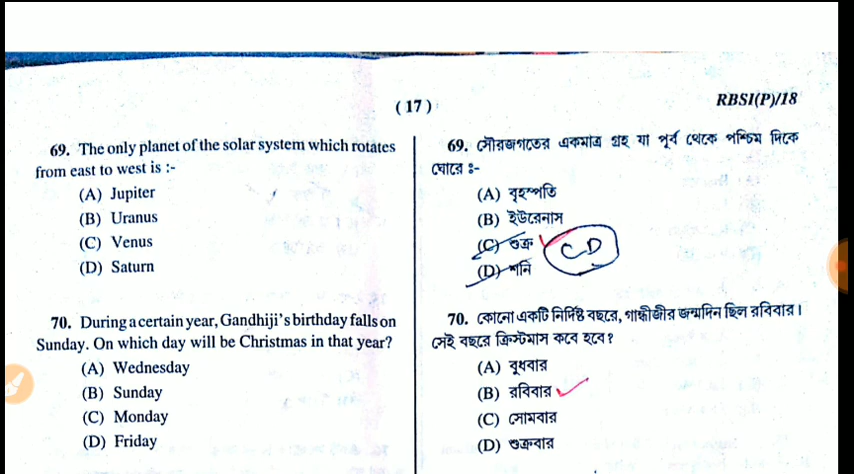 (17)
RBSI(P)/18
69. The only planet of the solar system which rotates
from east to west is :-
(A) Jupiter
(B) Uranus
(C) Venus
(D) Saturn
70. During a certain year, Gandhiji's birthday falls on
Sunday. On which day will be Christmas in that year?
(A) Wednesday
(B) Sunday
(C) Monday
(D) Friday
69. সৌরজগতের একমাত্র গ্রহ যা পূর্ব থেকে পশ্চিম দিকে
ঘোরে ঃ-
(A) বৃহস্পতি
(B) ইউরেনাস
(C) শুক্র
(D) শনি
CD
70. কোনো একটি নির্দিষ্ট বছরে, গান্ধীজীর জন্মদিন ছিল রবিবার।
সেই বছরে ক্রিস্টমাস কবে হবে?
(A) বুধবার
(B) রবিবার
(C) সোমবার
(D) শুক্রবার